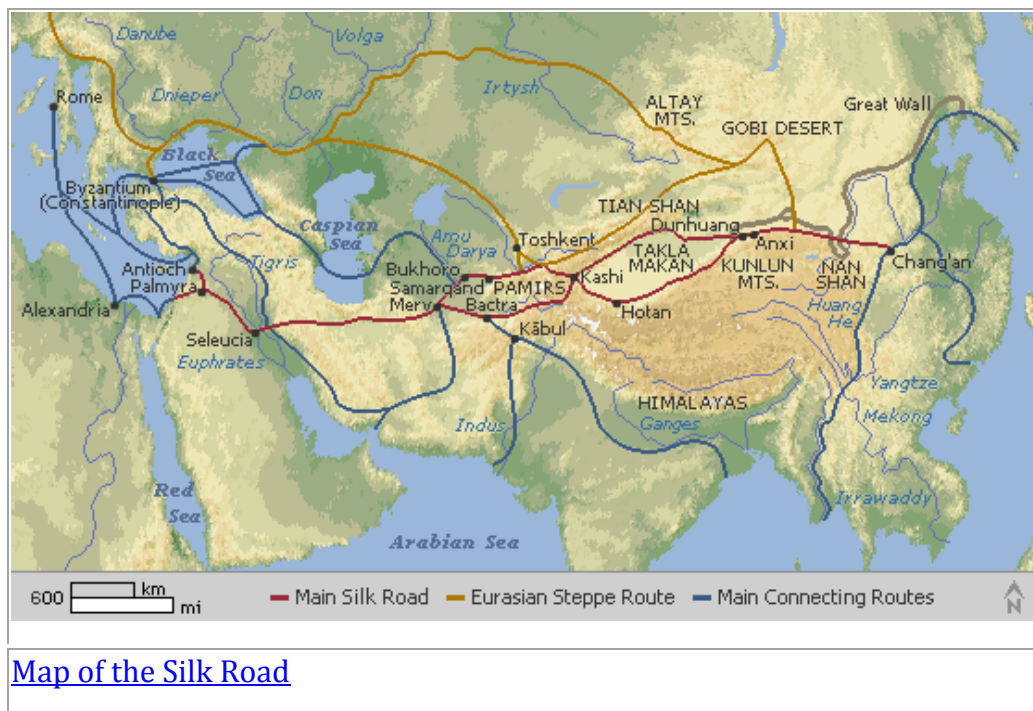 Danube
Volga
Rome
Dnieper
Don
Irtysh
ALTAY
MTS.
Great Wall
GOBI DESERT
Black
Sea
Byzantium
(Constantinople)
Caspian
Sea
TIAN SHAN
Dunhuang
Anxi
Amu
Darya
Toshkent
TAKLA
MAKAN
KUNLUN
MTS.
NAN
SHAN
Chang'an
Antioch
Palmyra
Tigris
Bukhoro
Samarqand
PAMIRS
Kashi
Merv
Bactra
Hotan
Huang
He
Alexandria
Seleucia
Euphrates
Kābul
Yangtze
HIMALAYAS
Indus
Ganges
Mekong
Red
Sea
Irrawaddy
Arabian Sea
600 km
mi
Main Silk Road
Eurasian Steppe Route
Main Connecting Routes
N
Map of the Silk Road